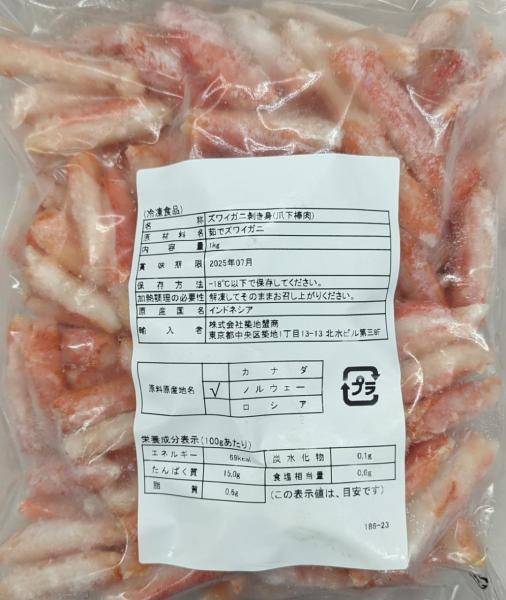 (冷凍食品)
名 称 ズワイガニ剥き身(爪下棒肉)
原材料名 茹でズワイガニ
内容量 1kg
賞味期限 2025年07月
保存方法 -18℃以下で保存してください。
加熱調理の必要性 解凍してそのままお召し上がりください。
原産国名 インドネシア
輸入者 株式会社築地蟹商
東京都中央区築地1丁目13-13 北水ビル第三
原料原産地名
カナダ
√ ノルウェー
ロシア
プラ
栄養成分表示(100gあたり)
エネルギー 69kcal 炭水化物 0.1g
たんぱく質 15.0g 食塩相当量 0.6g
脂質 0.6g (この表示値は、目安です)
186-23